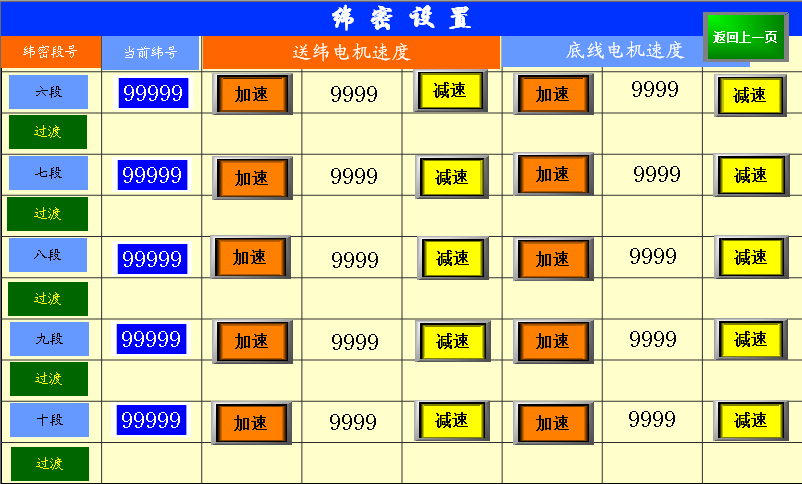 纬密设置
返回上一页
纬密段号 当前纬号 送纬电机速度 底线电机速度
六段 99999 加速 9999 减速 加速 9999 减速
过渡
七段 99999 加速 9999 减速 加速 9999 减速
过渡
八段 99999 加速 9999 减速 加速 9999 减速
过渡
九段 99999 加速 9999 减速 加速 9999 减速
过渡
十段 99999 加速 9999 减速 加速 9999 减速
过渡